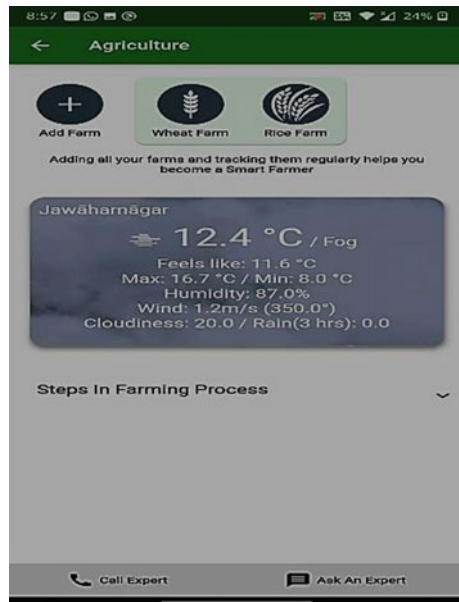 8:57
24%
Agriculture
Add Farm
Wheat Farm
Rice Farm
Adding all your farms and tracking them regularly helps you
become a Smart Farmer
Jawāharnāgar
12.4 °C / Fog
Feels like: 11.6 °C
Max: 16.7 °C / Min: 8.0 °C
Humidity: 87.0%
Wind: 1.2m/s (350.0°)
Cloudiness: 20.0 / Rain(3 hrs): 0.0
Steps In Farming Process
Call Expert
Ask An Expert